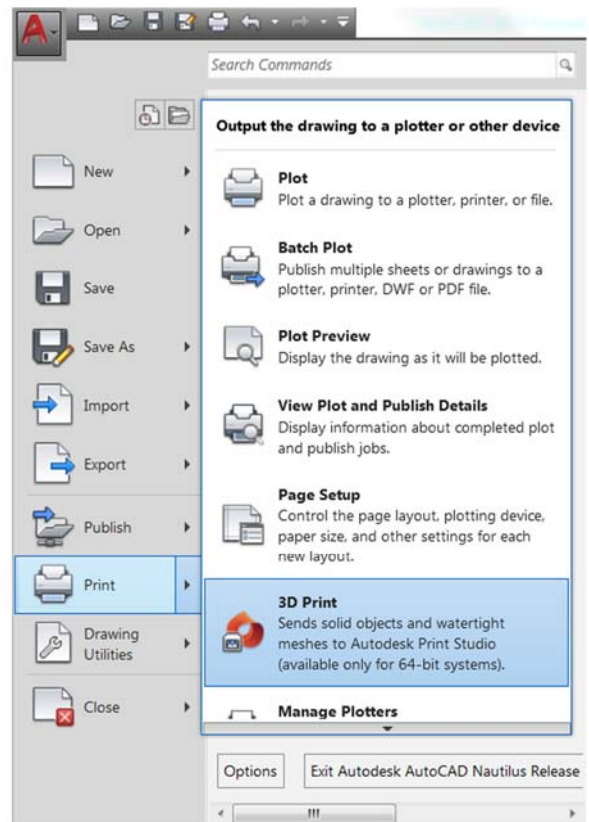 A
Search Commands
Output the drawing to a plotter or other device
New
Open
Save
Save As
Import
Export
Publish
Print
Drawing
Utilities
Close
Plot
Plot a drawing to a plotter, printer, or file.
Batch Plot
Publish multiple sheets or drawings to a
plotter, printer, DWF or PDF file.
Plot Preview
Display the drawing as it will be plotted.
View Plot and Publish Details
Display information about completed plot
and publish jobs.
Page Setup
Control the page layout, plotting device,
paper size, and other settings for each
new layout.
3D Print
Sends solid objects and watertight
meshes to Autodesk Print Studio
(available only for 64-bit systems).
Manage Plotters
Options
Exit Autodesk AutoCAD Nautilus Release